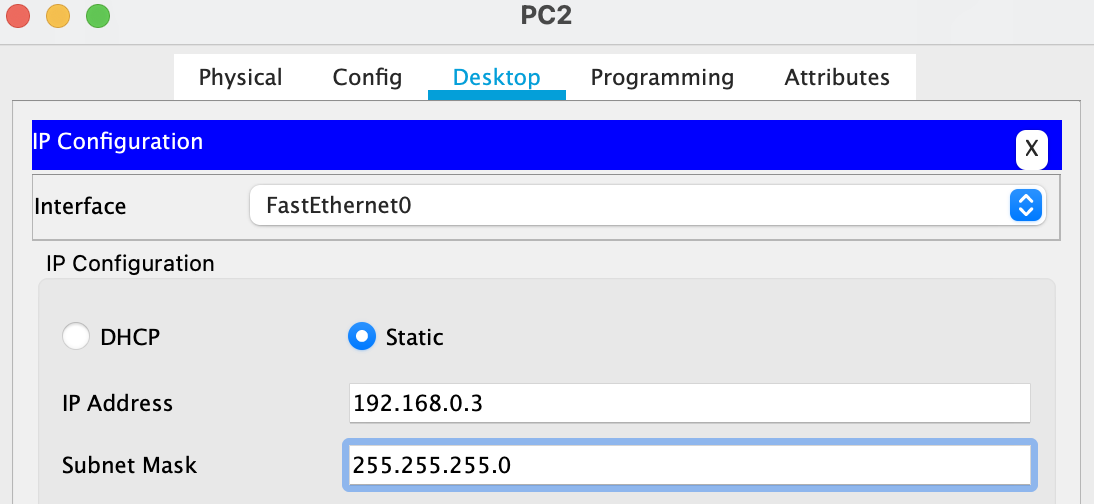 PC2
Physical Config Desktop Programming Attributes
IP Configuration X
Interface FastEthernet0
IP Configuration
DHCP Static
IP Address 192.168.0.3
Subnet Mask 255.255.255.0